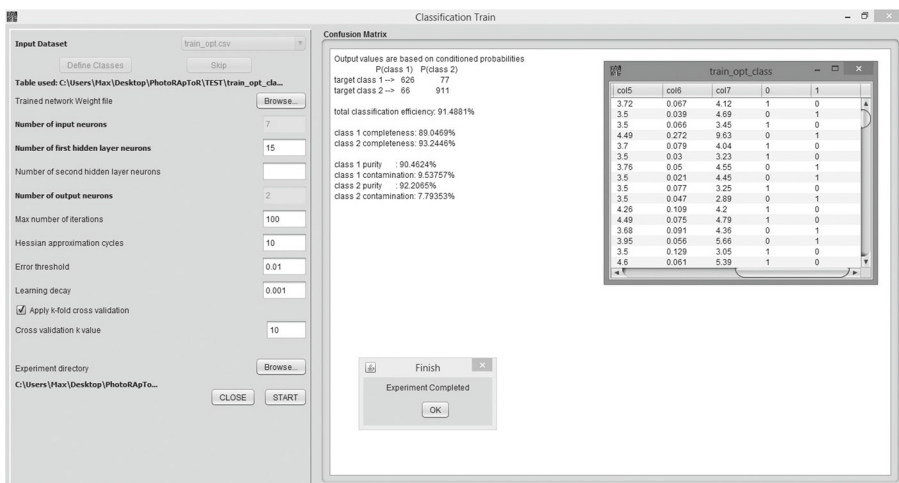 Classification Train
Input Dataset train_opt.csv
Define Classes Skip
Table used: C:\Users\Max\Desktop\PhotoRApToR\TEST\train_opt_cla...
Trained network Weight file Browse...
Number of input neurons 7
Number of first hidden layer neurons 15
Number of second hidden layer neurons
Number of output neurons 2
Max number of iterations 100
Hessian approximation cycles 10
Error threshold 0.01
Learning decay 0.001
Apply k-fold cross validation
Cross validation k value 10
Experiment directory Browse...
C:\Users\Max\Desktop\PhotoRApTo...
CLOSE START
Confusion Matrix
Output values are based on conditioned probabilities
P(class 1) P(class 2)
target class 1 --> 626 77
target class 2 --> 66 911
total classification efficiency: 91.4881%
class 1 completeness: 89.0469%
class 2 completeness: 93.2446%
class 1 purity : 90.4624%
class 1 contamination: 9.53757%
class 2 purity : 92.2065%
class 2 contamination: 7.79353%
train_opt_class
col5 col6 col7 0 1
3.72 0.067 4.12 1 0
3.5 0.039 4.69 0 1
3.5 0.066 3.45 1 0
4.49 0.272 9.63 0 1
3.7 0.079 4.04 1 0
3.5 0.03 3.23 1 0
3.76 0.05 4.55 0 1
3.5 0.021 4.45 0 1
3.5 0.077 3.25 1 0
3.5 0.047 2.89 0 1
4.26 0.109 4.2 1 0
4.49 0.075 4.79 1 0
3.68 0.091 4.36 0 1
3.95 0.056 5.66 0 1
3.5 0.129 3.05 1 0
4.6 0.061 5.39 1 0
Finish
Experiment Completed
OK